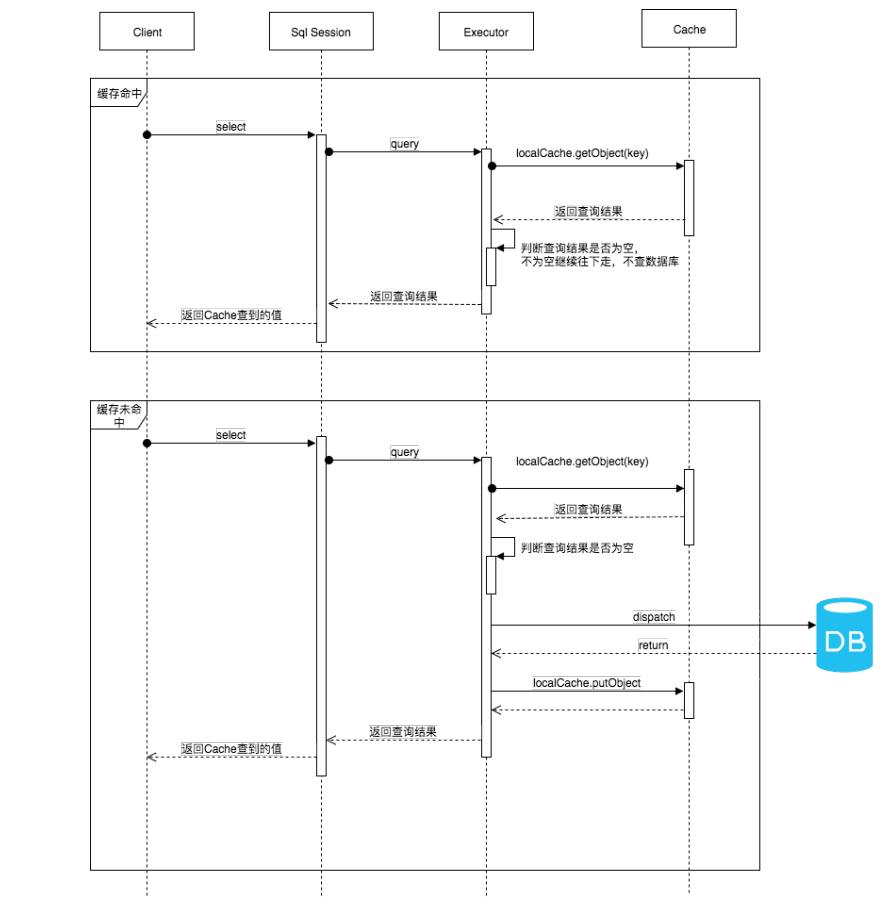 Client
Sql Session
Executor
Cache
缓存命中
select
query
localCache.getObject(key)
返回查询结果
判断查询结果是否为空，
不为空继续往下走，不查数据库
返回查询结果
返回Cache查到的值
缓存未命
中
select
query
localCache.getObject(key)
返回查询结果
判断查询结果是否为空
dispatch
DB
return
localCache.putObject
返回查询结果
返回Cache查到的值